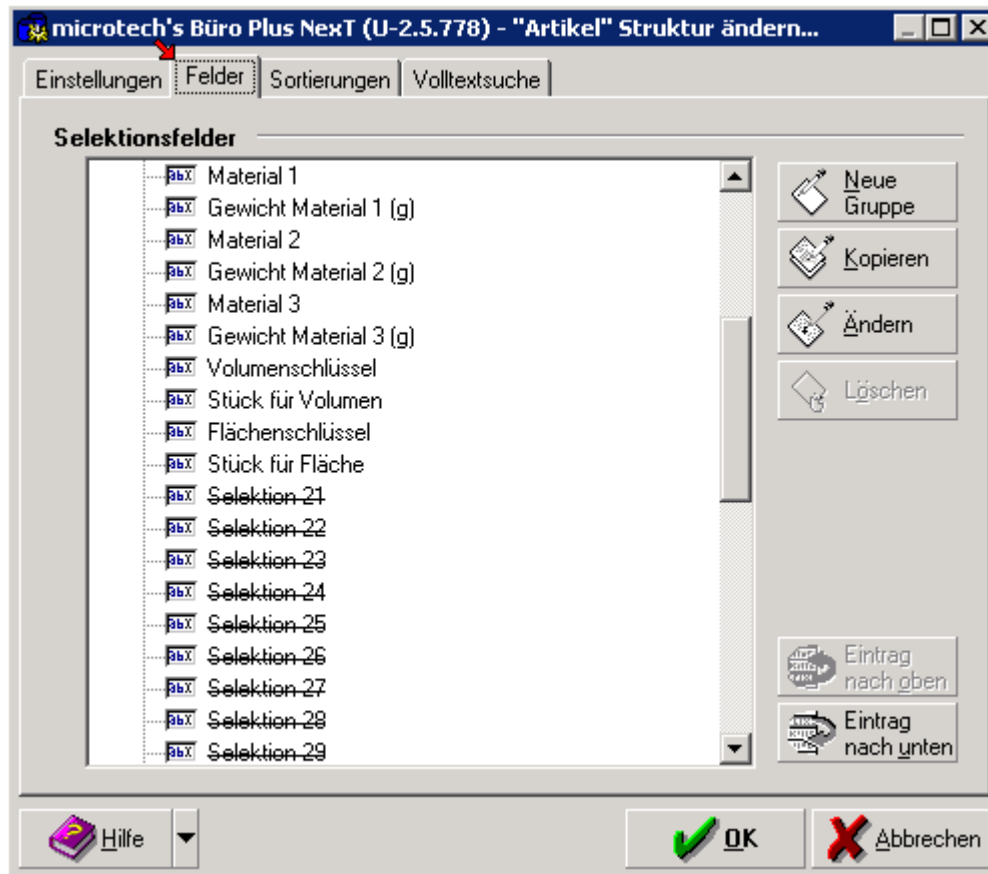 microtech's Büro Plus NexT (U-2.5.778) - "Artikel" Struktur ändern...
Einstellungen Felder Sortierungen Volltextsuche
Selektionsfelder
Material 1
Gewicht Material 1 (g)
Material 2
Gewicht Material 2 (g)
Material 3
Gewicht Material 3 (g)
Volumenschlüssel
Stück für Volumen
Flächenschlüssel
Stück für Fläche
Selektion 21
Selektion 22
Selektion 23
Selektion 24
Selektion 25
Selektion 26
Selektion 27
Selektion 28
Selektion 29
Neue
Gruppe
Kopieren
Ändern
Löschen
Eintrag
nach oben
Eintrag
nach unten
Hilfe
OK
Abbrechen